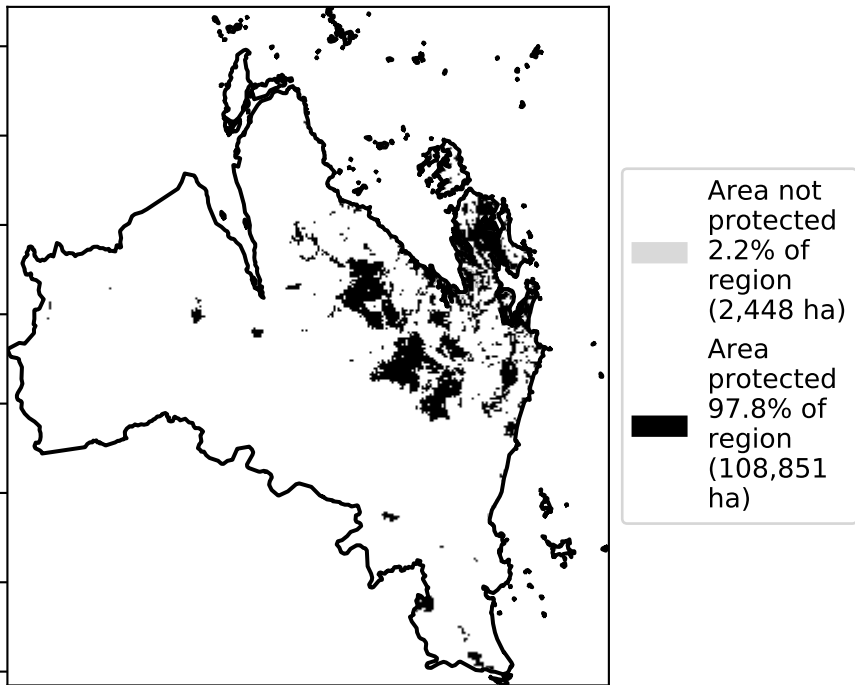 Area not
protected
2.2% of
region
(2,448 ha)
Area
protected
97.8% of
region
(108,851
ha)